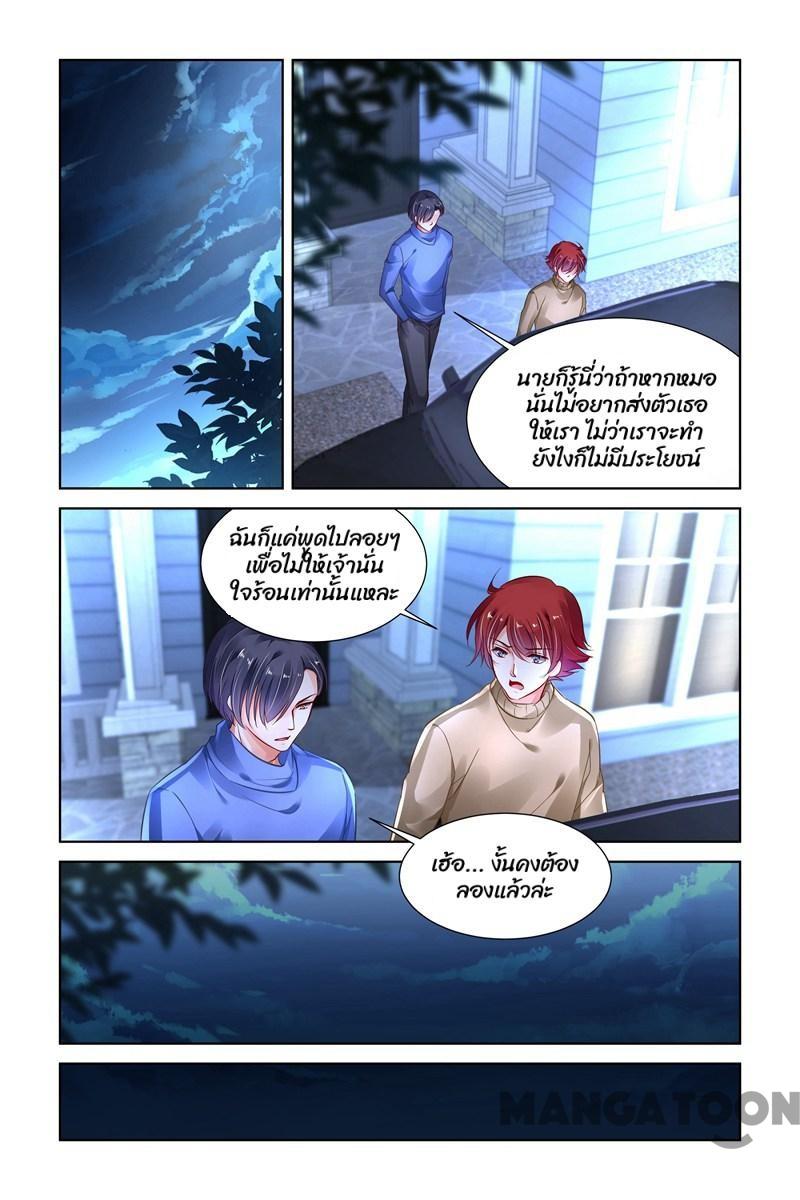 นายก็รู้นี่ว่าถ้าหากหมอ
นั่นไม่อยากส่งตัวเธอ
ให้เรา ไม่ว่าเราจะทำ
ยังไงก็ไม่มีประโยชน์
ฉันก็แค่พูดไปลอยๆ
เพื่อไม่ให้เจ้านั่น
ใจร้อนเท่านั้นแหละ
เฮ้อ... งั้นคงต้อง
ลองแล้วล่ะ
MANGATOON